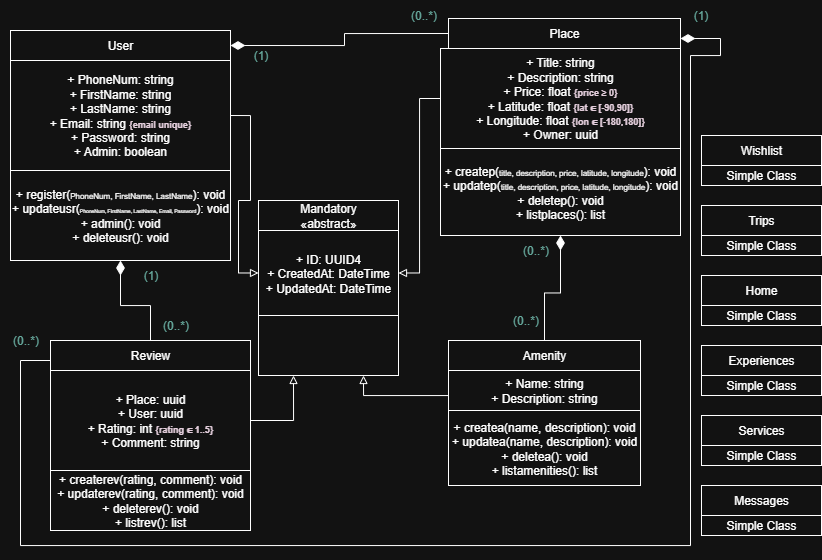 User
+ PhoneNum: string
+ FirstName: string
+ LastName: string
+ Email: string {email unique}
+ Password: string
+ Admin: boolean
+ register(PhoneNum, FirstName, LastName): void
+ updateusr(PhoneNum, FirstName, LastName, Email, Password): void
+ admin(): void
+ deleteusr(): void
(1)
(0..*)
Place
(1)
+ Title: string
+ Description: string
+ Price: float {price ≥ 0}
+ Latitude: float {lat ∈ [-90,90]}
+ Longitude: float {lon ∈ [-180,180]}
+ Owner: uuid
+ createp(title, description, price, latitude, longitude): void
+ updatep(title, description, price, latitude, longitude): void
+ deletep(): void
+ listplaces(): list
Mandatory
«abstract»
+ ID: UUID4
+ CreatedAt: DateTime
+ UpdatedAt: DateTime
(1)
(0..*)
(0..*)
Review
+ Place: uuid
+ User: uuid
+ Rating: int {rating ∈ 1..5}
+ Comment: string
+ createrev(rating, comment): void
+ updaterev(rating, comment): void
+ deleterev(): void
+ listrev(): list
(0..*)
(0..*)
Amenity
+ Name: string
+ Description: string
+ createa(name, description): void
+ updatea(name, description): void
+ deletea(): void
+ listamenities(): list
Wishlist
Simple Class
Trips
Simple Class
Home
Simple Class
Experiences
Simple Class
Services
Simple Class
Messages
Simple Class